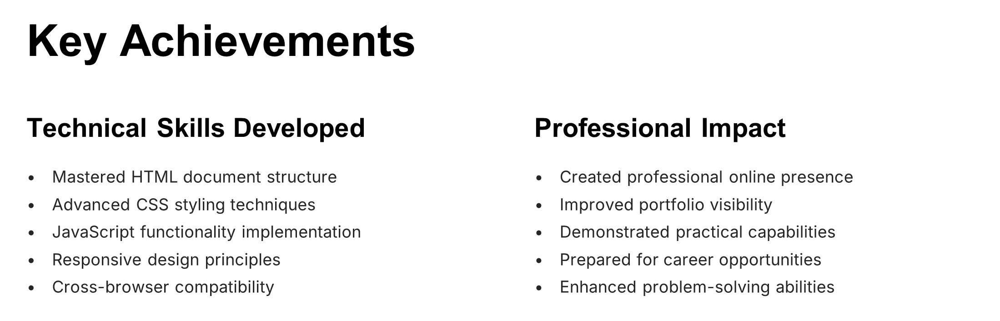 Key Achievements
Technical Skills Developed
• Mastered HTML document structure
• Advanced CSS styling techniques
• JavaScript functionality implementation
• Responsive design principles
• Cross-browser compatibility
Professional Impact
• Created professional online presence
• Improved portfolio visibility
• Demonstrated practical capabilities
• Prepared for career opportunities
• Enhanced problem-solving abilities